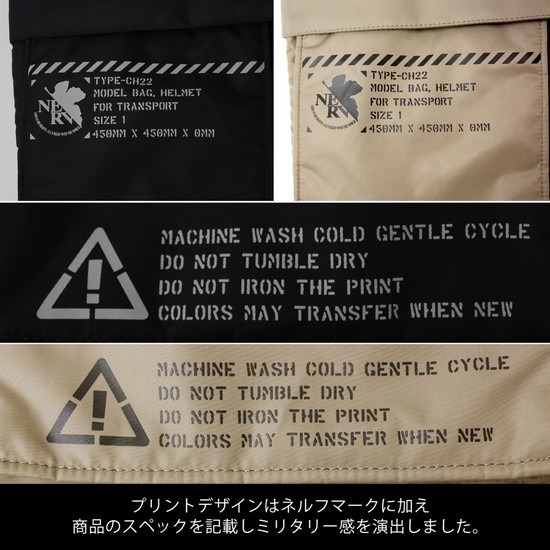 TYPE-CH22
MODEL BAG, HELMET
FOR TRANSPORT
SIZE 1
450MM X 450MM X 0MM
NERV
TYPE-CH22
MODEL BAG, HELMET
FOR TRANSPORT
SIZE 1
450MM X 450MM X 0MM
NERV
MACHINE WASH COLD GENTLE CYCLE
DO NOT TUMBLE DRY
DO NOT IRON THE PRINT
COLORS MAY TRANSFER WHEN NEW
MACHINE WASH COLD GENTLE CYCLE
DO NOT TUMBLE DRY
DO NOT IRON THE PRINT
COLORS MAY TRANSFER WHEN NEW
プリントデザインはネルフマークに加え
商品のスペックを記載しミリタリー感を演出しました。